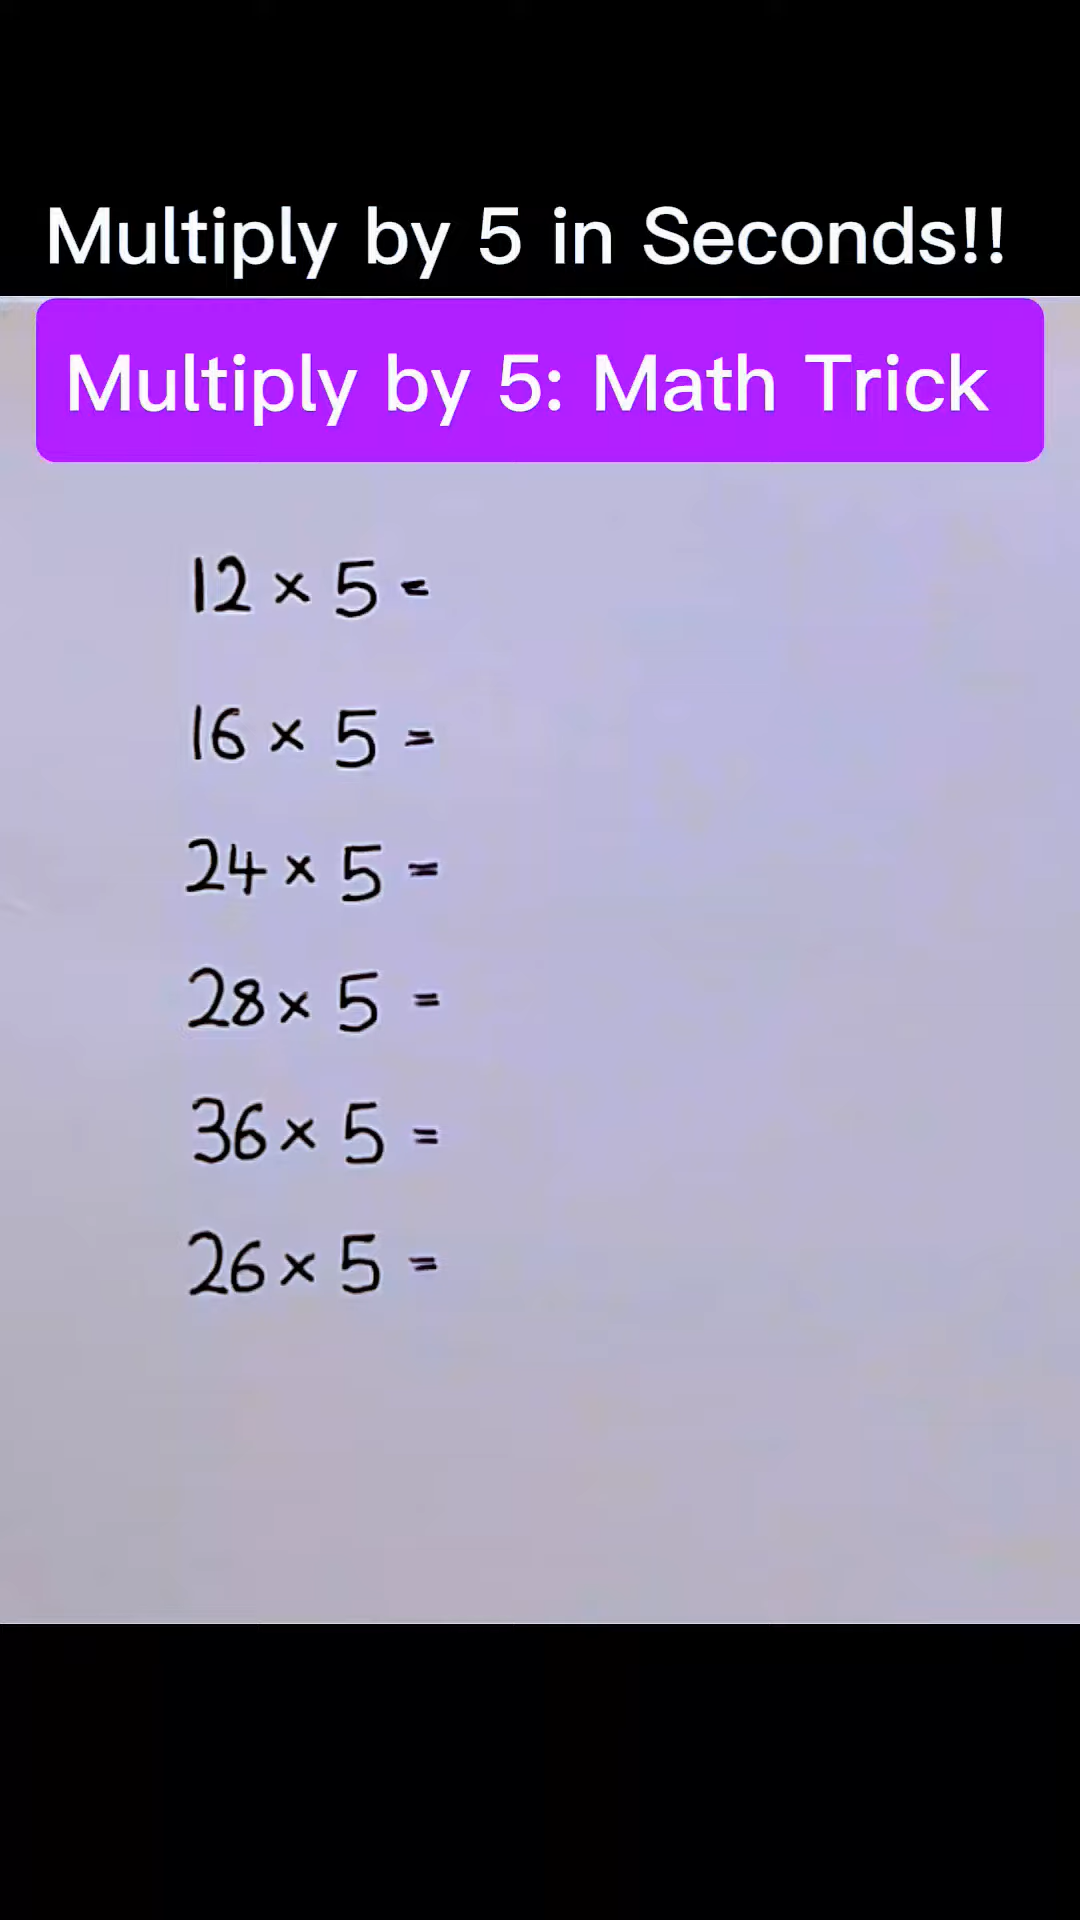 Multiply by 5 in Seconds!!
Multiply by 5: Math Trick
12 × 5 =
16 × 5 =
24 × 5 =
28 × 5 =
36 × 5 =
26 × 5 =